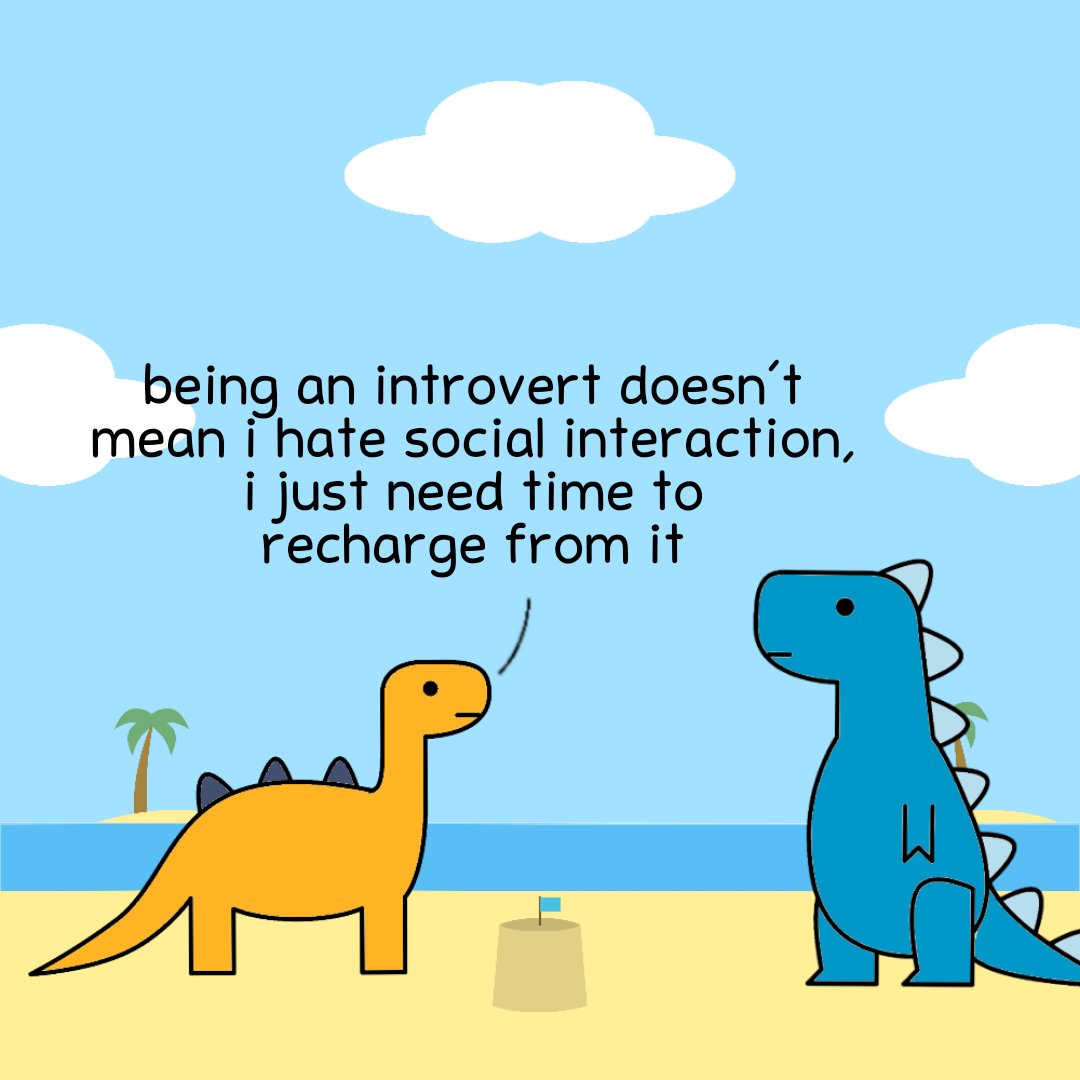 being an introvert doesn't
mean i hate social interaction,
i just need time to
recharge from it